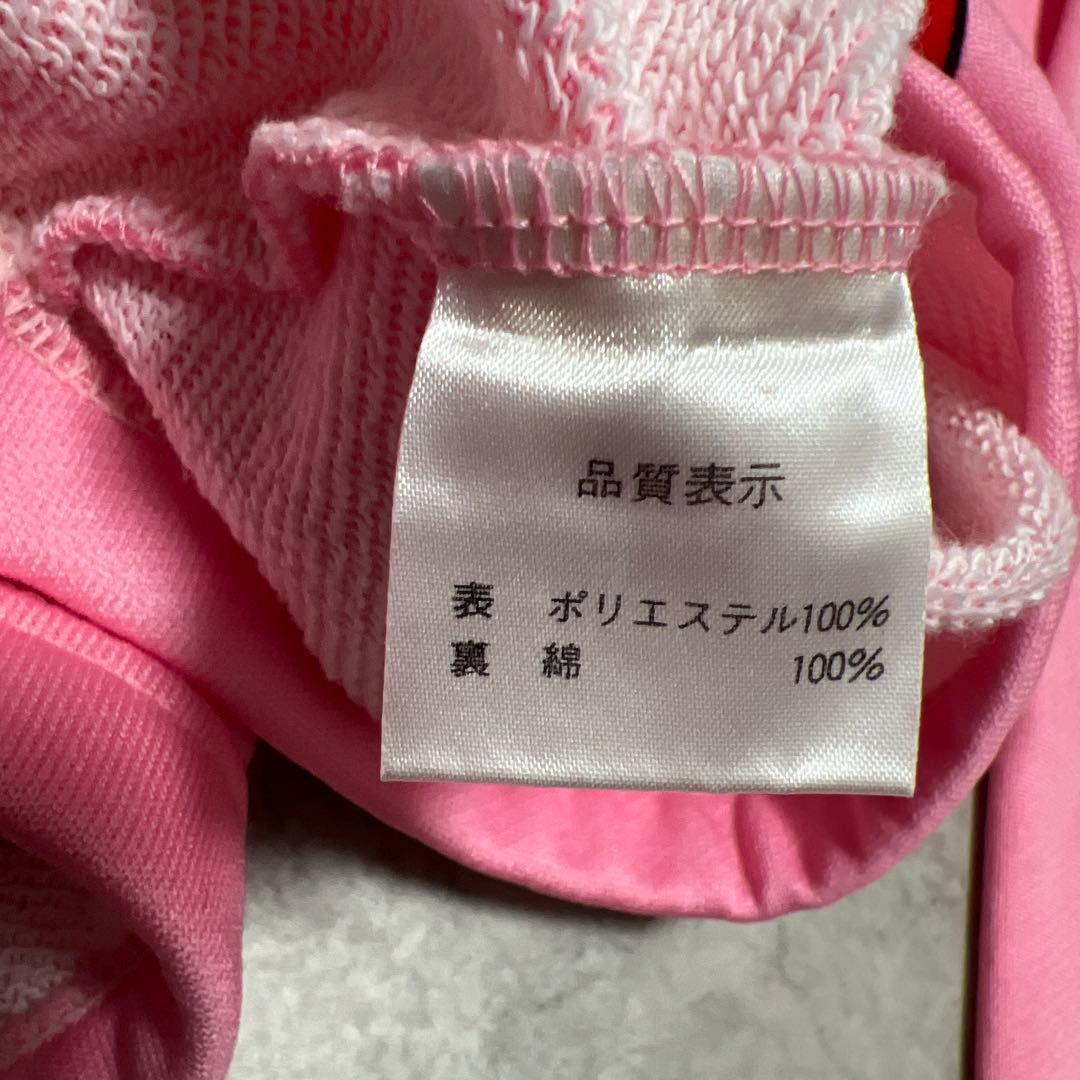 品質表示
表 ポリエステル100%
裏 綿 100%